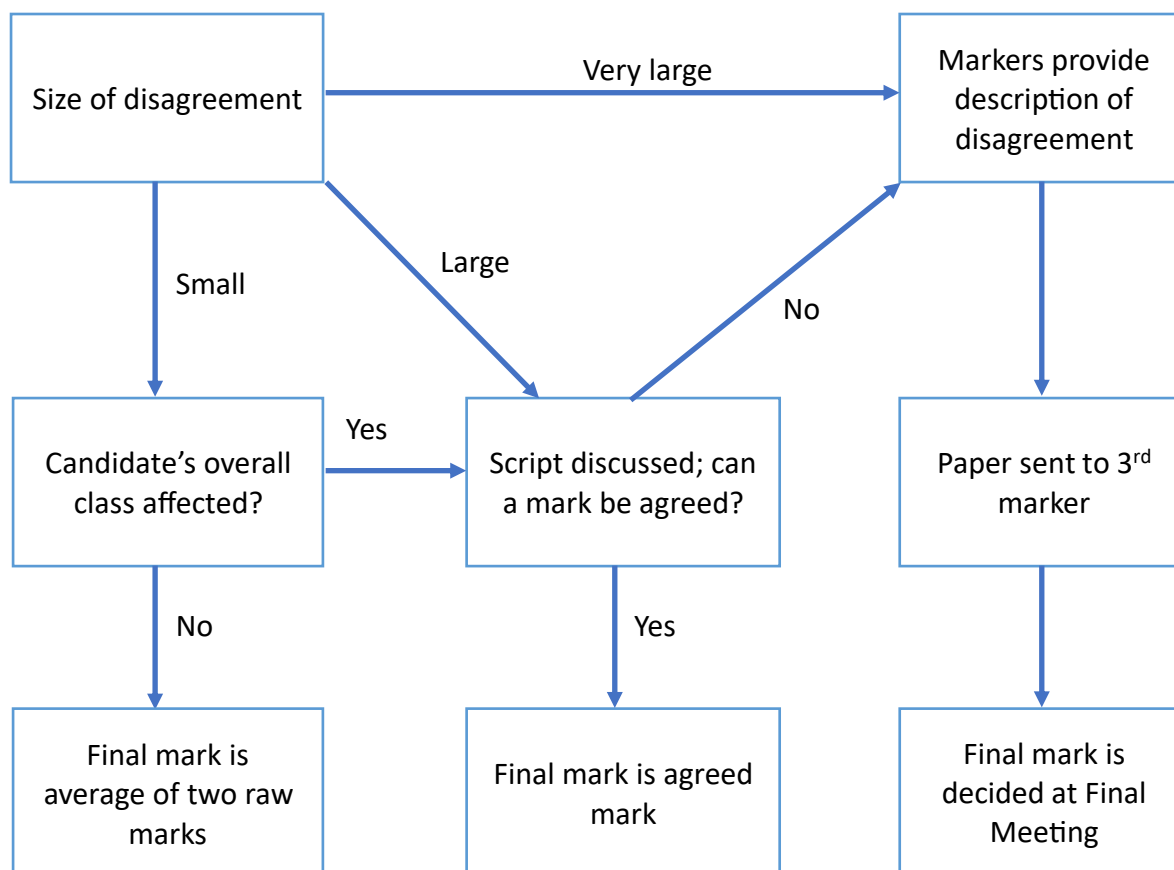 Size of disagreement
Very large
Markers provide
description of
disagreement
Small
Large
No
Candidate’s overall
class affected?
Yes
Script discussed; can
a mark be agreed?
Paper sent to 3rd
marker
No
Yes
Final mark is
average of two raw
marks
Final mark is agreed
mark
Final mark is
decided at Final
Meeting